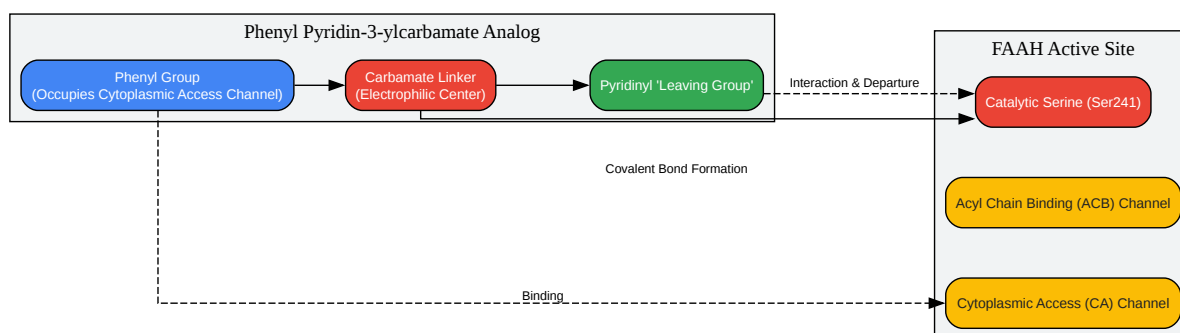 Phenyl Pyridin-3-ylcarbamate Analog
FAAH Active Site
Phenyl Group
(Occupies Cytoplasmic Access Channel)
Carbamate Linker
(Electrophilic Center)
Pyridinyl 'Leaving Group'
Interaction & Departure
Catalytic Serine (Ser241)
Covalent Bond Formation
Acyl Chain Binding (ACB) Channel
Binding
Cytoplasmic Access (CA) Channel